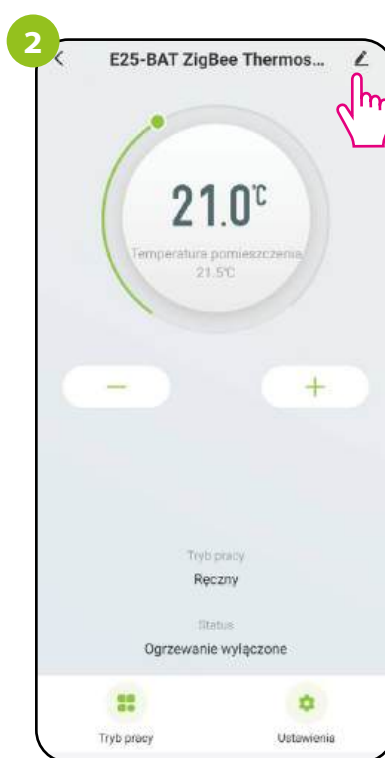 2
E25-BAT ZigBee Thermos...
21.0°C
Temperatura pomieszczenia
21.5°C
Tryb pracy
Ręczny
Status
Ogrzewanie wyłączone
Tryb pracy
Ustawienia